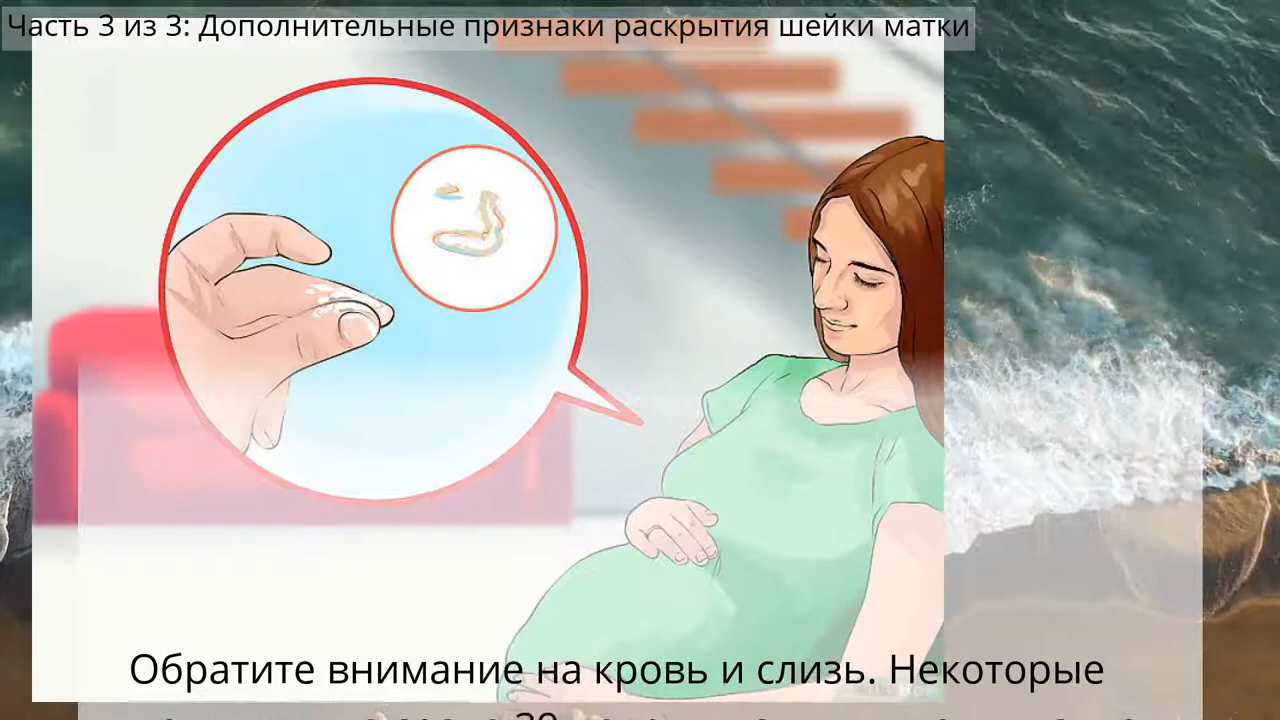 Часть 3 из 3: Дополнительные признаки раскрытия шейки матки
Обратите внимание на кровь и слизь. Некоторые